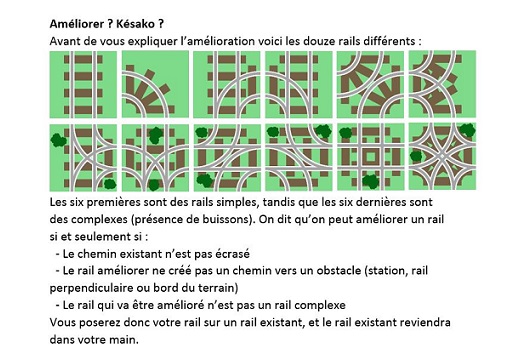 Améliorer ? Késako ?
Avant de vous expliquer l'amélioration voici les douze rails différents :
Les six premières sont des rails simples, tandis que les six dernières sont
des complexes (présence de buissons). On dit qu'on peut améliorer un rail
si et seulement si :
- Le chemin existant n'est pas écrasé
- Le rail améliorer ne créé pas un chemin vers un obstacle (station, rail
perpendiculaire ou bord du terrain)
- Le rail qui va être amélioré n'est pas un rail complexe
Vous poserez donc votre rail sur un rail existant, et le rail existant reviendra
dans votre main.